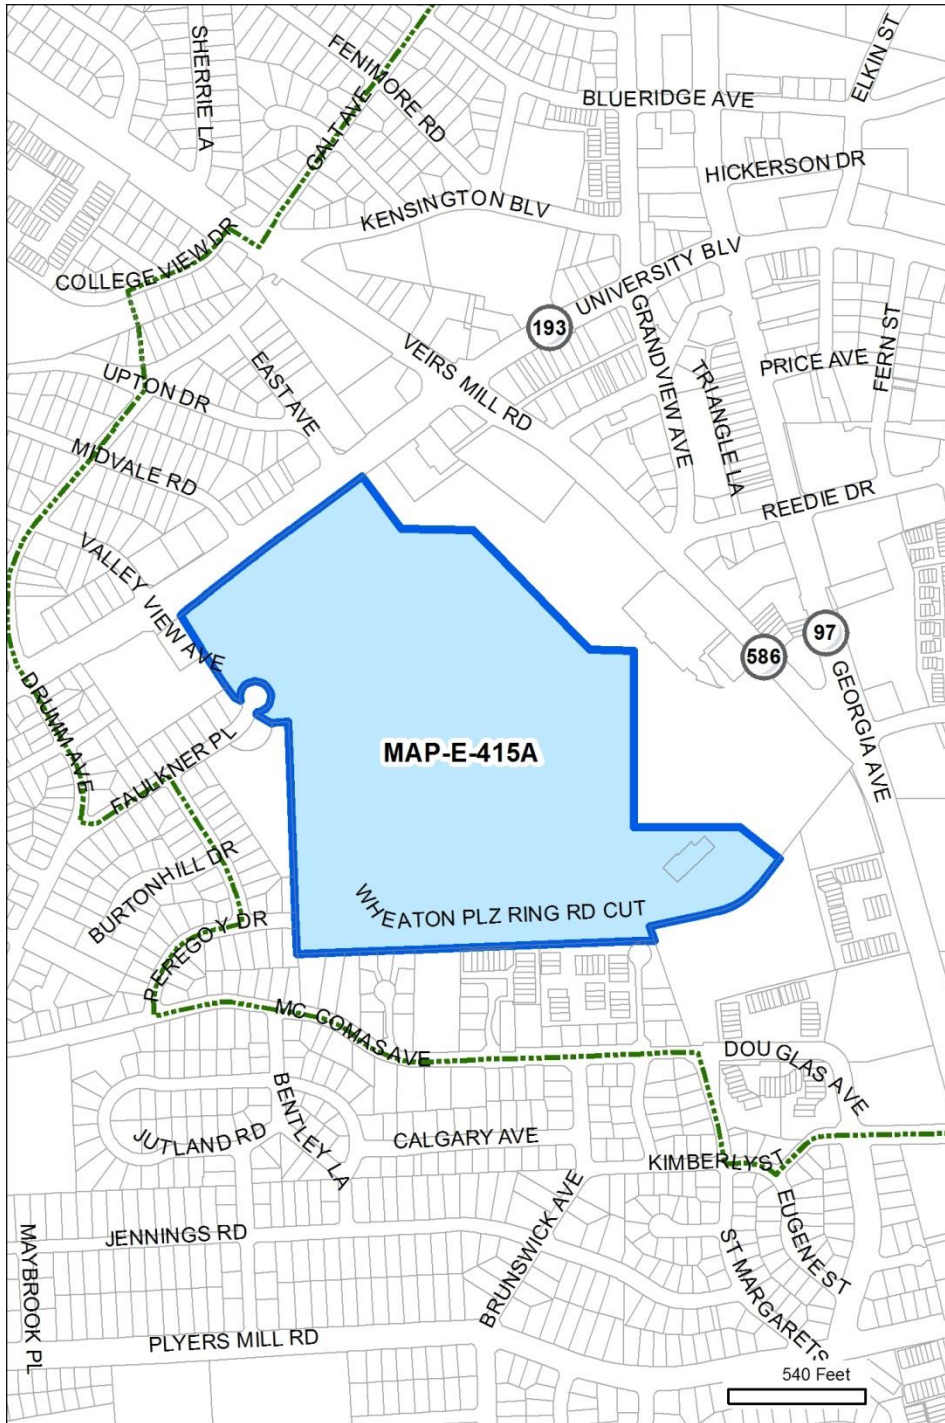 SHERRIE LA
FENIMORE RD
GALT AVE
BLUERIDGE AVE
ELKIN ST
HICKERSON DR
KENSINGTON BLV
COLLEGE VIEW DR
UNIVERSITY BLV
193
VEIRS MILL RD
GRANDVIEW AVE
TRIANGLE LA
PRICE AVE
FERN ST
EAST AVE
UPTON DR
MIDVALE RD
REEDIE DR
VALLEY VIEW AVE
97
586
GEORGIA AVE
DRUMM AVE
FAULKNER PL
MAP-E-415A
BURTONHILL DR
WHEATON PLZ RING RD CUT
PEREGOY DR
MC COMAS AVE
DOUGLAS AVE
BENTLEY LA
JUTLAND RD
CALGARY AVE
KIMBERLY ST
EUGENE ST
BRUNSWICK AVE
JENNINGS RD
ST MARGARETS
MAYBROOK PL
PLYERS MILL RD
540 Feet